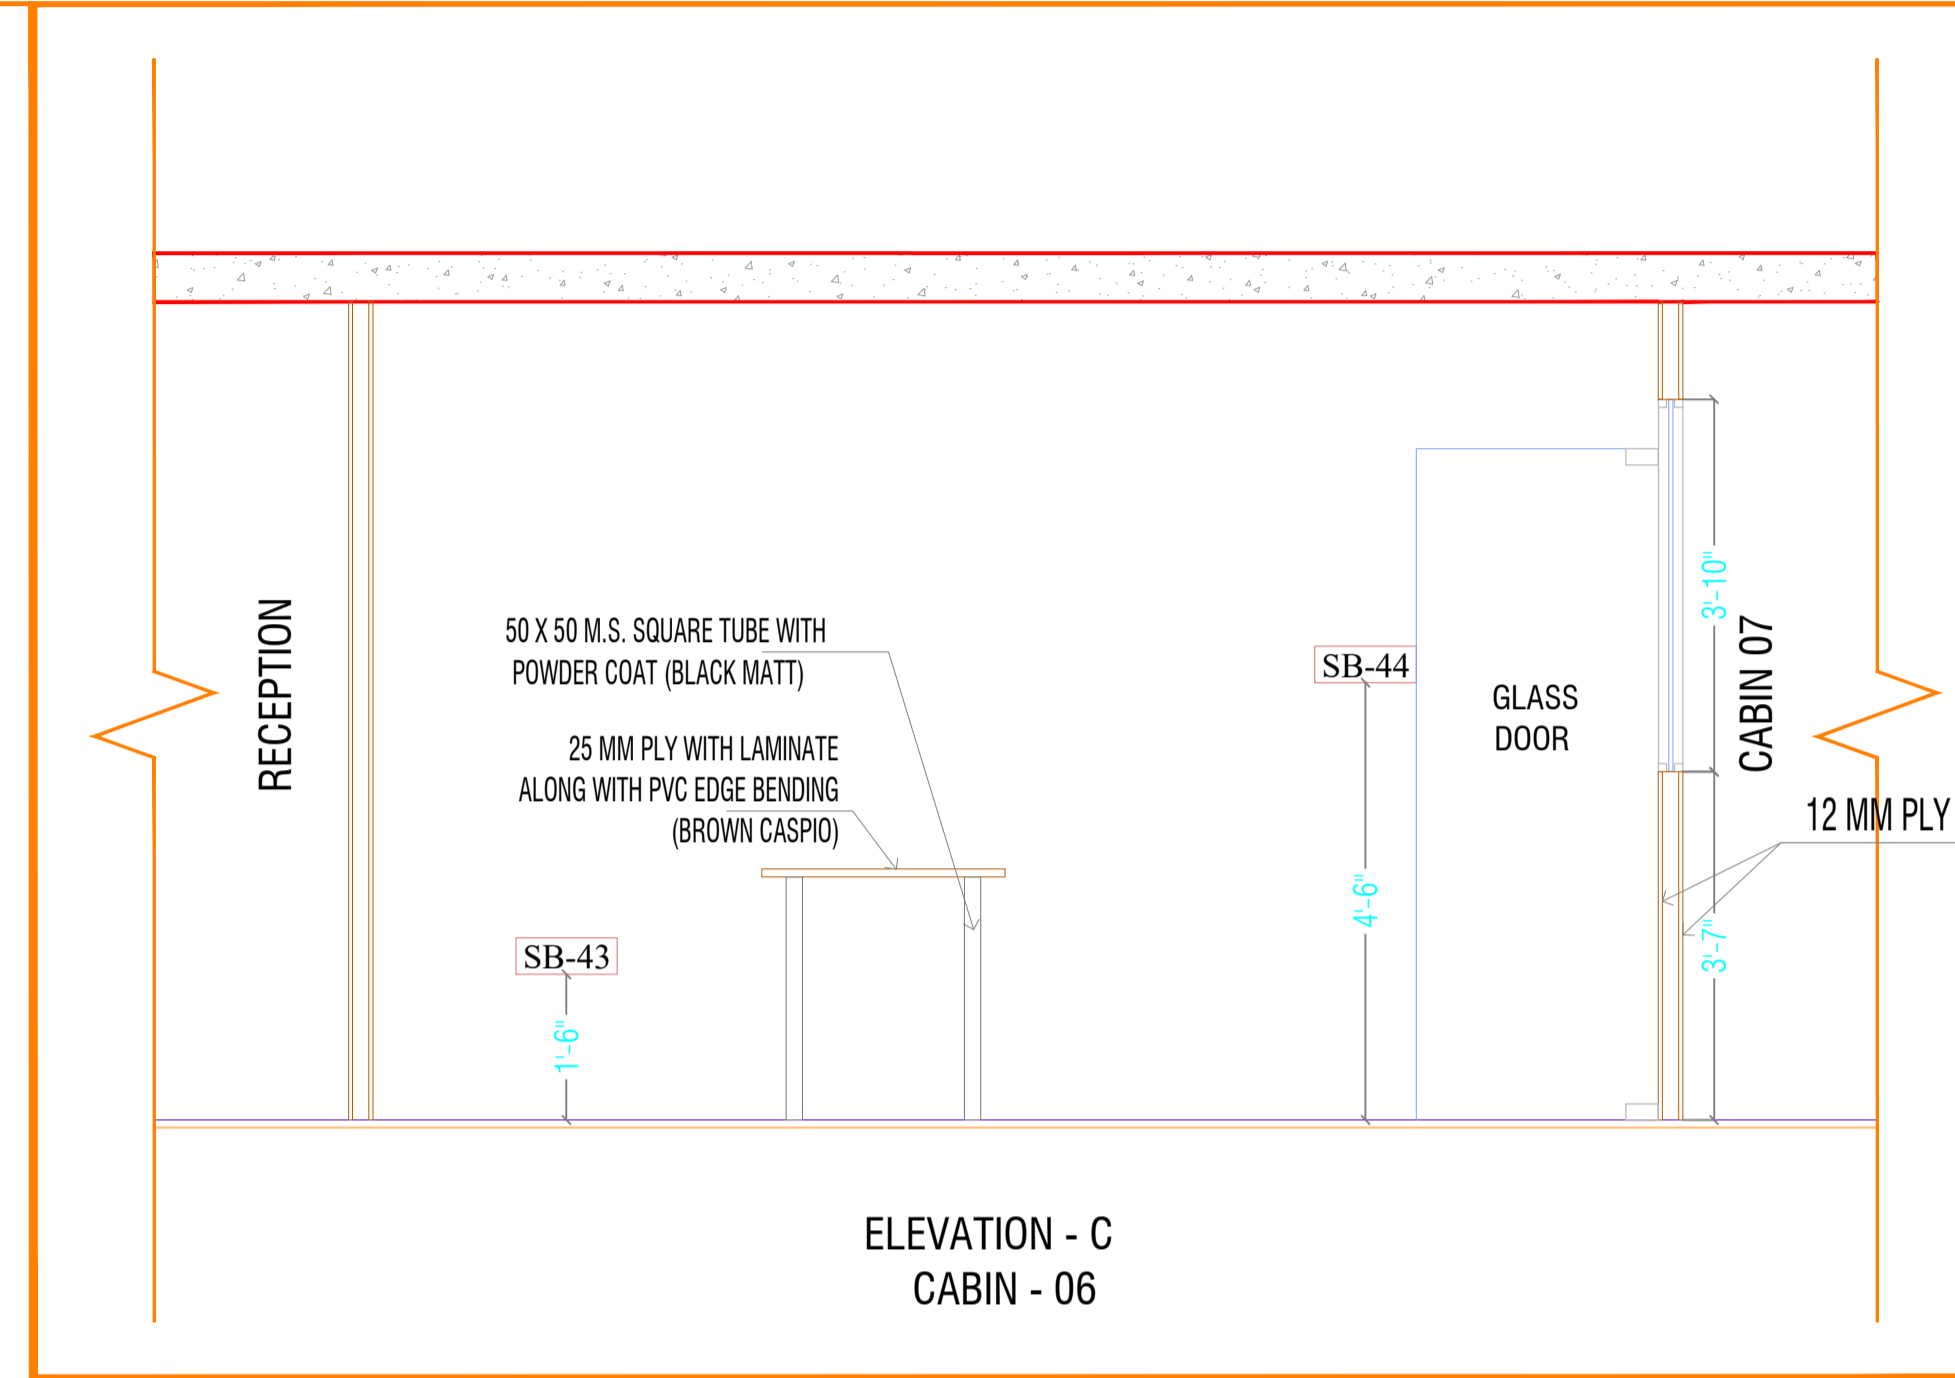 RECEPTION
50 X 50 M.S. SQUARE TUBE WITH
POWDER COAT (BLACK MATT)
25 MM PLY WITH LAMINATE
ALONG WITH PVC EDGE BENDING
(BROWN CASPIO)
SB-43
1'-6"
SB-44
4'-6"
GLASS
DOOR
3'-10"
3'-7"
CABIN 07
12 MM PLY
ELEVATION - C
CABIN - 06